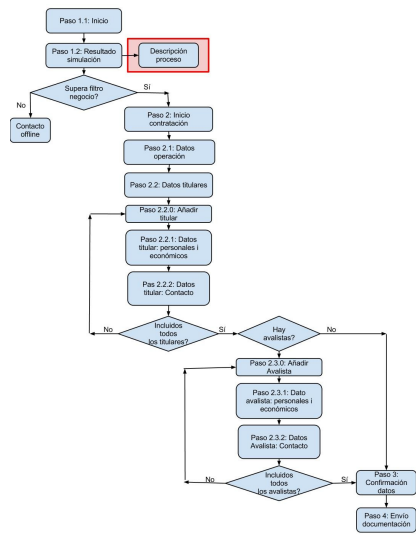 Paso 1.1: Inicio
Paso 1.2: Resultado
simulación
Descripción
proceso
Supera filtro
negocio?
No
Sí
Contacto
offline
Paso 2: Inicio
contratación
Paso 2.1: Datos
operación
Paso 2.2: Datos titulares
Paso 2.2.0: Añadir
titular
Paso 2.2.1: Datos
titular: personales i
económicos
Pas 2.2.2: Datos
titular: Contacto
Incluidos
todos
los titulares?
No
Sí
Hay
avalistas?
No
Paso 2.3.0: Añadir
Avalista
Paso 2.3.1: Dato
avalista: personales i
económicos
Paso 2.3.2: Datos
Avalista: Contacto
Incluidos
todos
los avalistas?
No
Sí
Paso 3:
Confirmación
datos
Paso 4: Envío
documentación